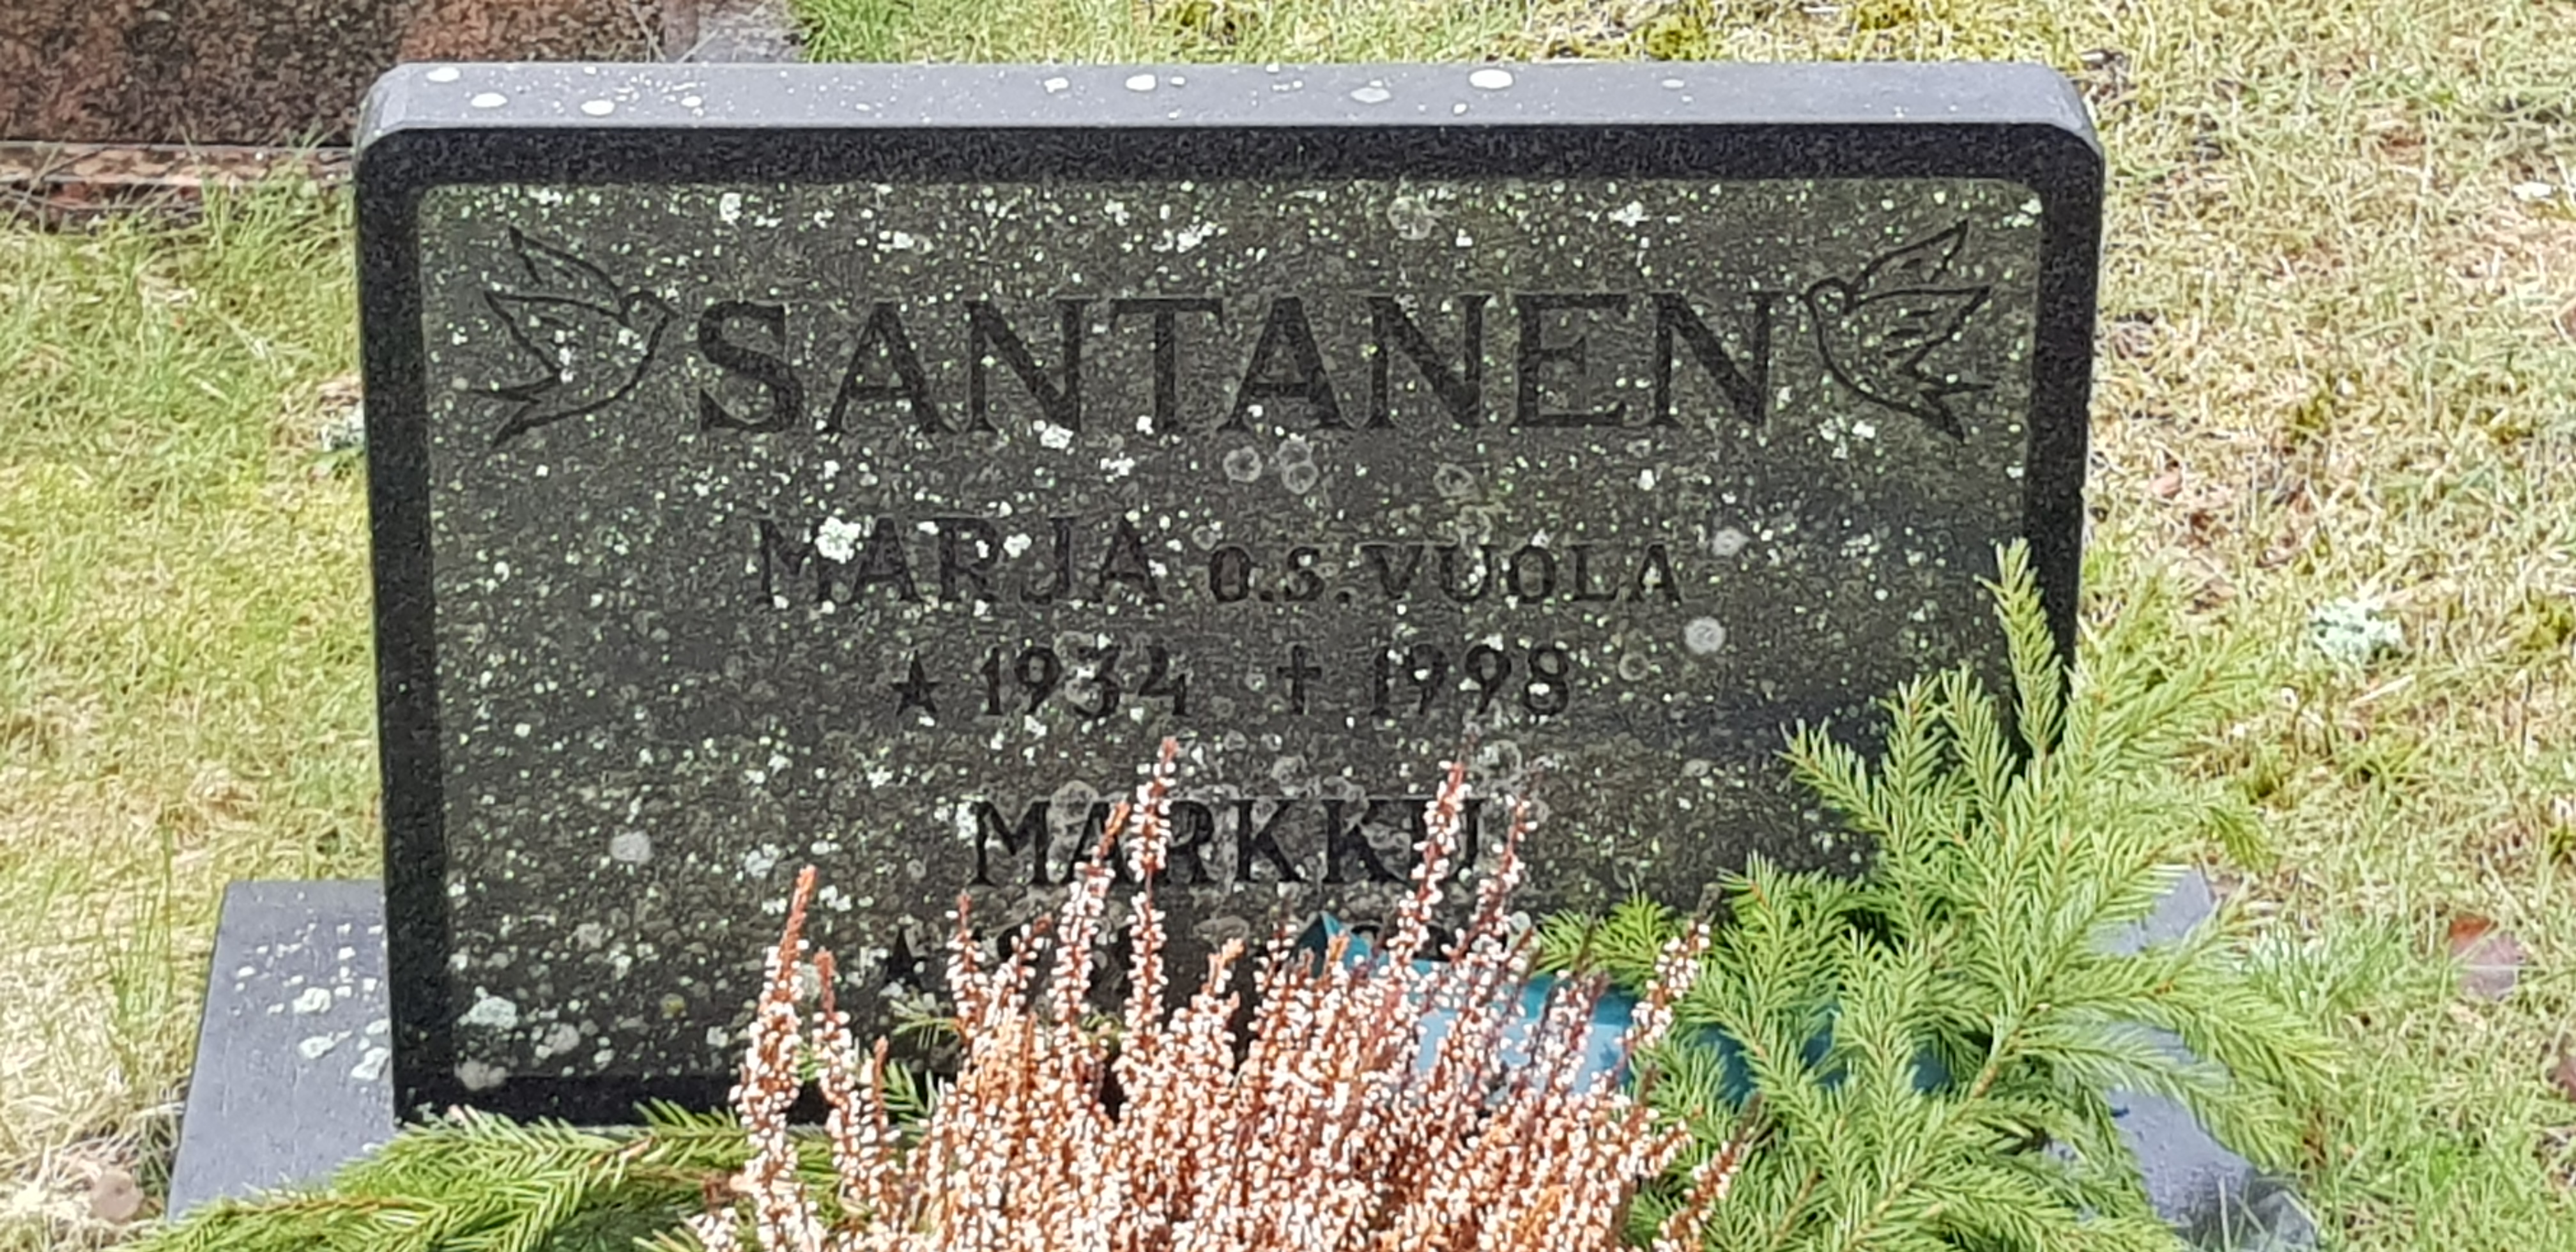 SANTANEN
MARJA O.S. VUOLA
★ 1934 † 1998
MARKKU